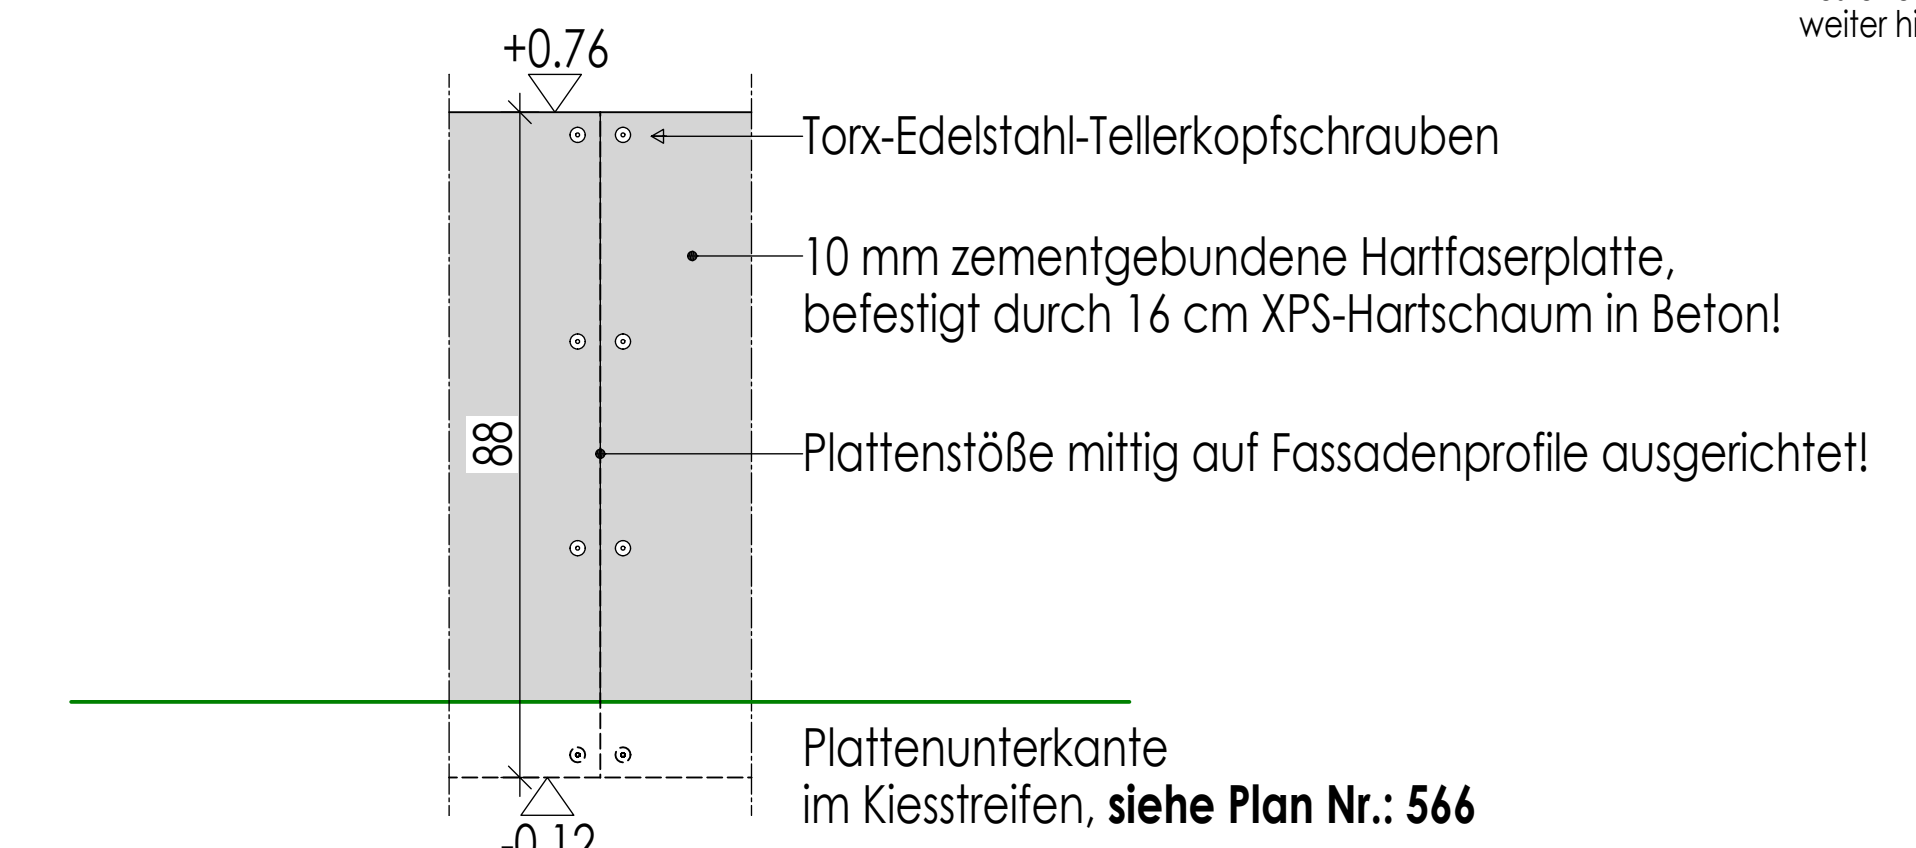 weiter
+0.76
Torx-Edelstahl-Tellerkopfschrauben
10 mm zementgebundene Hartfaserplatte,
befestigt durch 16 cm XPS-Hartschaum in Beton!
88
Plattenstöße mittig auf Fassadenprofile ausgerichtet!
Plattenunterkante
im Kiesstreifen, siehe Plan Nr.: 566
-0.12